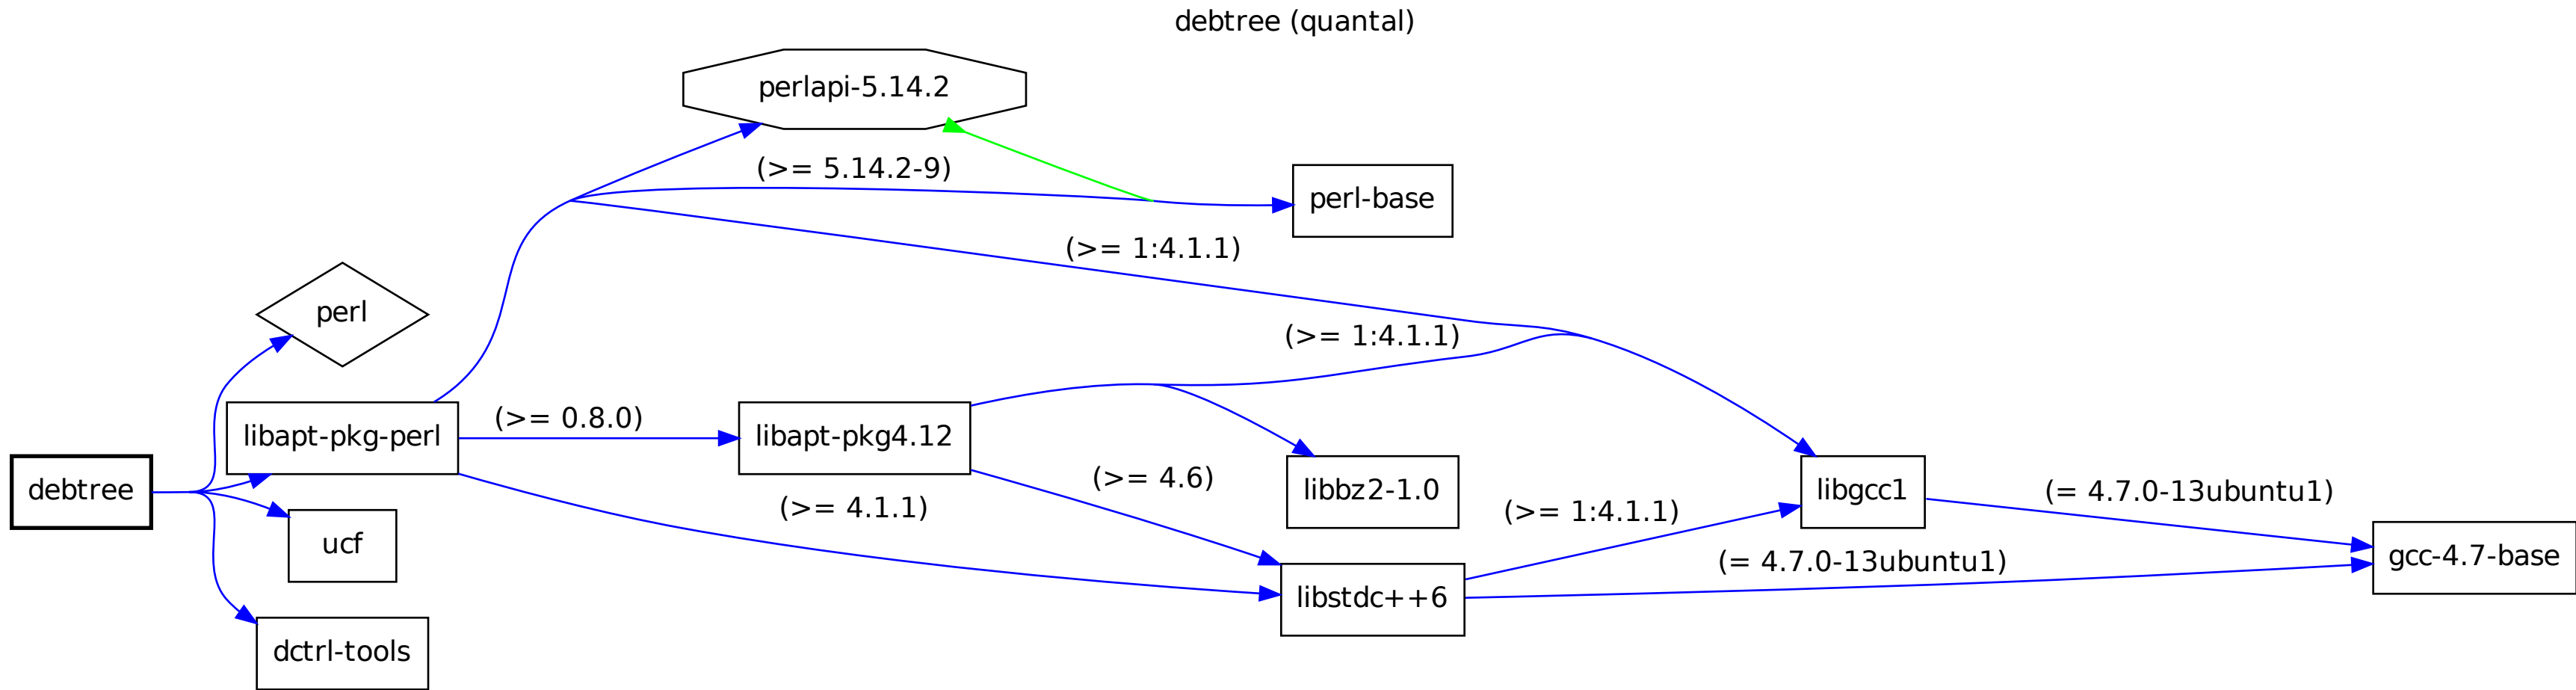 debtree (quantal)
perlapi-5.14.2
(>= 5.14.2-9)
perl-base
(>= 1:4.1.1)
perl
(>= 1:4.1.1)
(>= 0.8.0)
libapt-pkg-perl
libapt-pkg4.12
(>= 4.6)
debtree
libbz2-1.0
libgcc1
(= 4.7.0-13ubuntu1)
(>= 4.1.1)
(>= 1:4.1.1)
ucf
(= 4.7.0-13ubuntu1)
gcc-4.7-base
libstdc++6
dctrl-tools